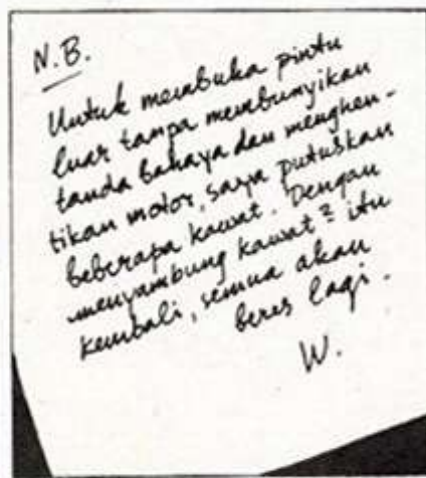 N.B.
Untuk membuka pintu
luar tanpa membunyikan
tanda bahaya dan menghen-
tikan motor, saya putuskan
beberapa kawat. Dengan
menyambung kawat² itu
kembali, semua akan
beres lagi.
W.